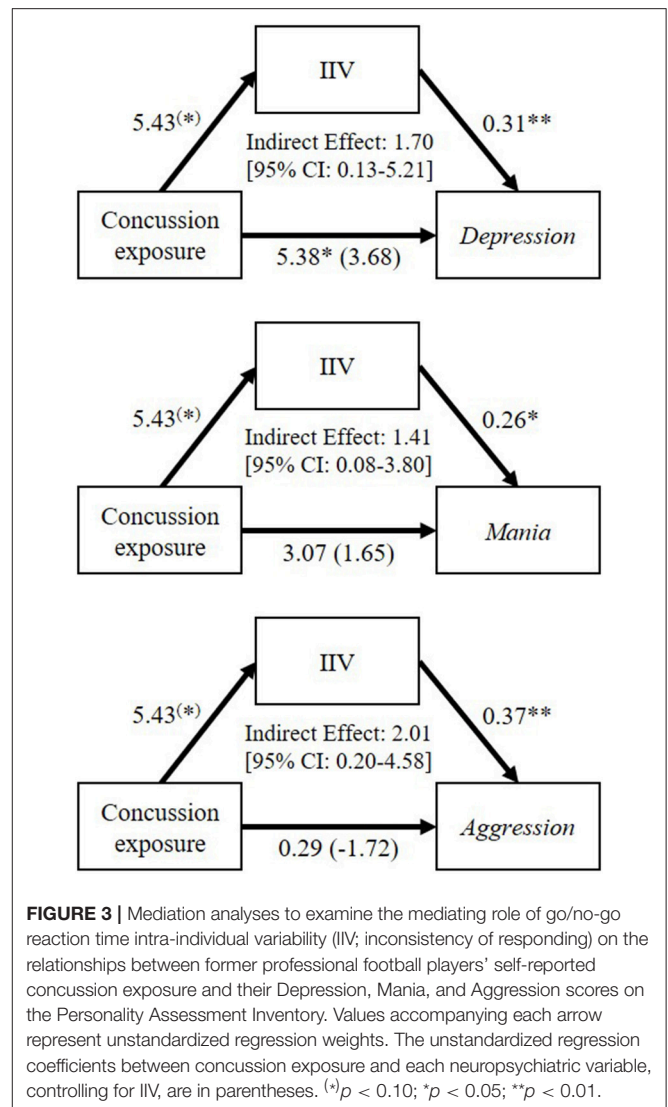 IIV
5.43(*)
0.31**
Indirect Effect: 1.70
[95% CI: 0.13-5.21]
Concussion
exposure
Depression
5.38* (3.68)
IIV
5.43(*)
0.26*
Indirect Effect: 1.41
[95% CI: 0.08-3.80]
Concussion
exposure
Mania
3.07 (1.65)
IIV
5.43(*)
0.37**
Indirect Effect: 2.01
[95% CI: 0.20-4.58]
Concussion
exposure
Aggression
0.29 (-1.72)
FIGURE 3 | Mediation analyses to examine the mediating role of go/no-go
reaction time intra-individual variability (IIV; inconsistency of responding) on the
relationships between former professional football players' self-reported
concussion exposure and their Depression, Mania, and Aggression scores on
the Personality Assessment Inventory. Values accompanying each arrow
represent unstandardized regression weights. The unstandardized regression
coefficients between concussion exposure and each neuropsychiatric variable,
controlling for IIV, are in parentheses. (*)p < 0.10; *p < 0.05; **p < 0.01.